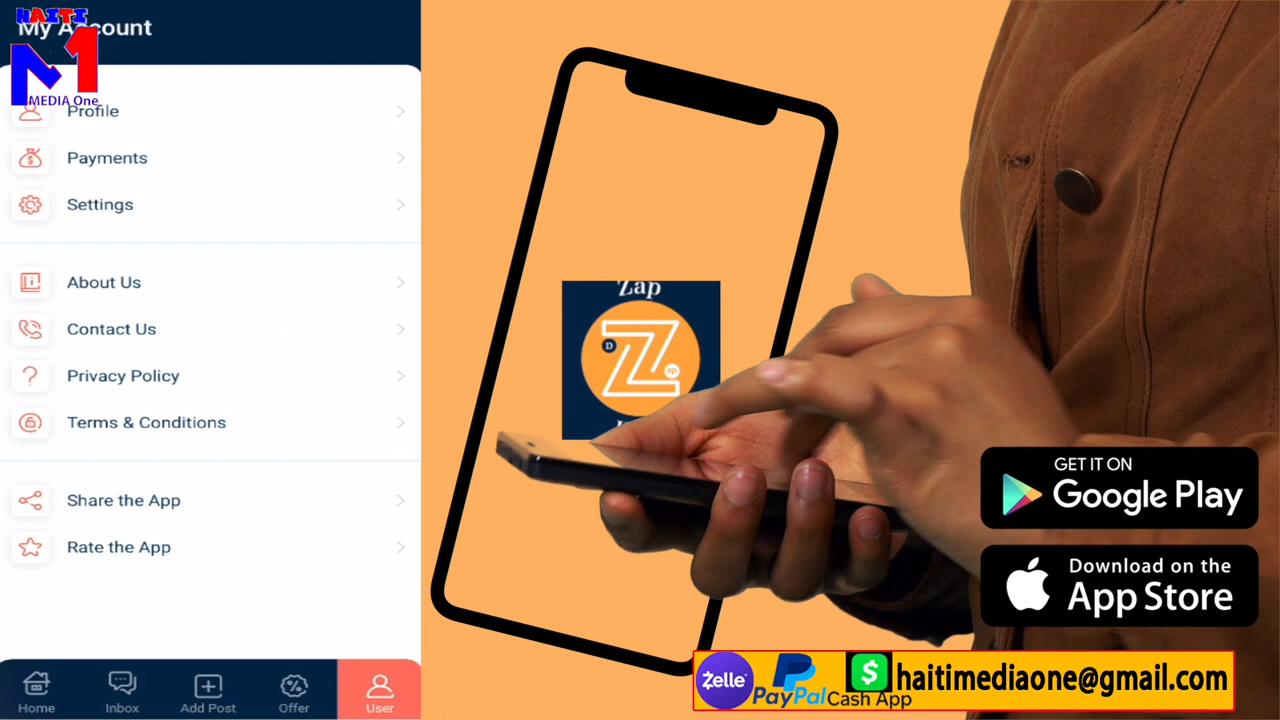 HAITI
My Account
M1
MEDIA One
Profile
Payments
Settings
About Us
Contact Us
Privacy Policy
Terms & Conditions
Share the App
Rate the App
Home
Inbox
Add Post
Offer
User
Zap
D
Z
zap
GET IT ON
Google Play
Download on the
App Store
Zelle
PayPal
$
Cash App
haitimediaone@gmail.com